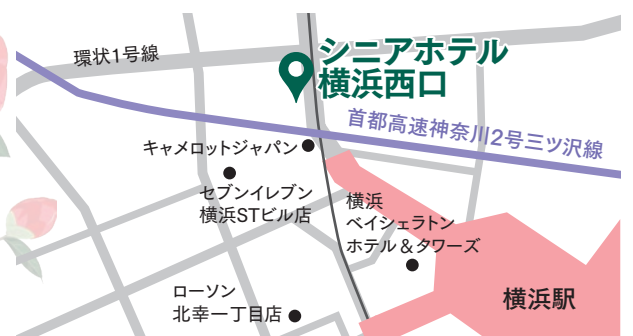 環状1号線
シニアホテル
横浜西口
首都高速神奈川2号三ツ沢線
キャメロットジャパン
セブンイレブン
横浜STビル店
横浜
ベイシェラトン
ホテル＆タワーズ
ローソン
北幸一丁目店
横浜駅